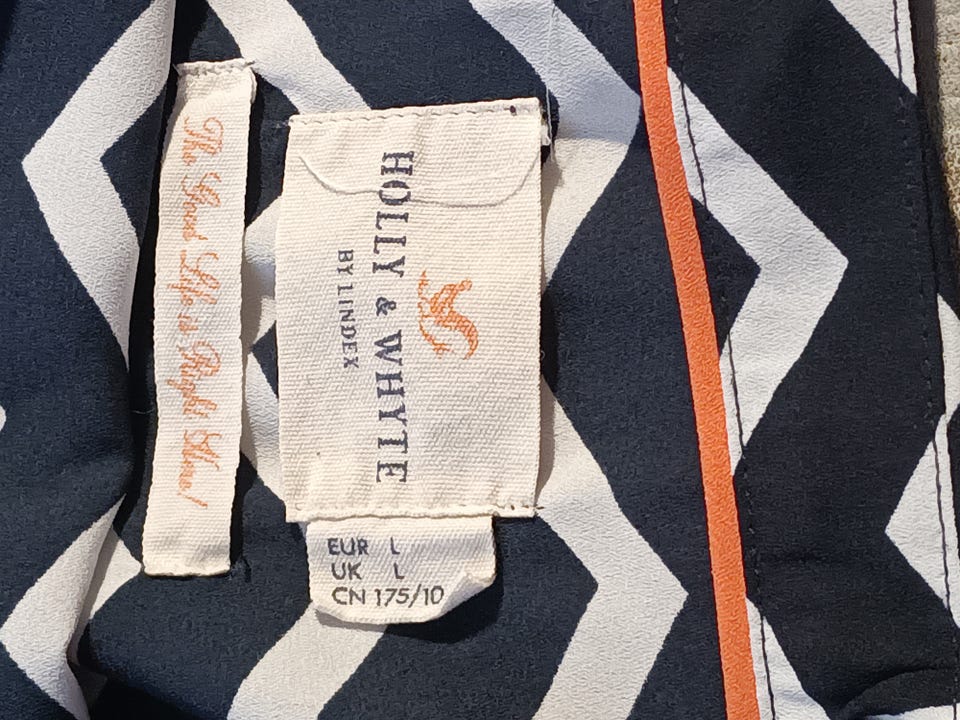 The Good Life is Right Here!
HOLLY & WHYTE
BY LINDEX
EUR L
UK L
CN 175/10